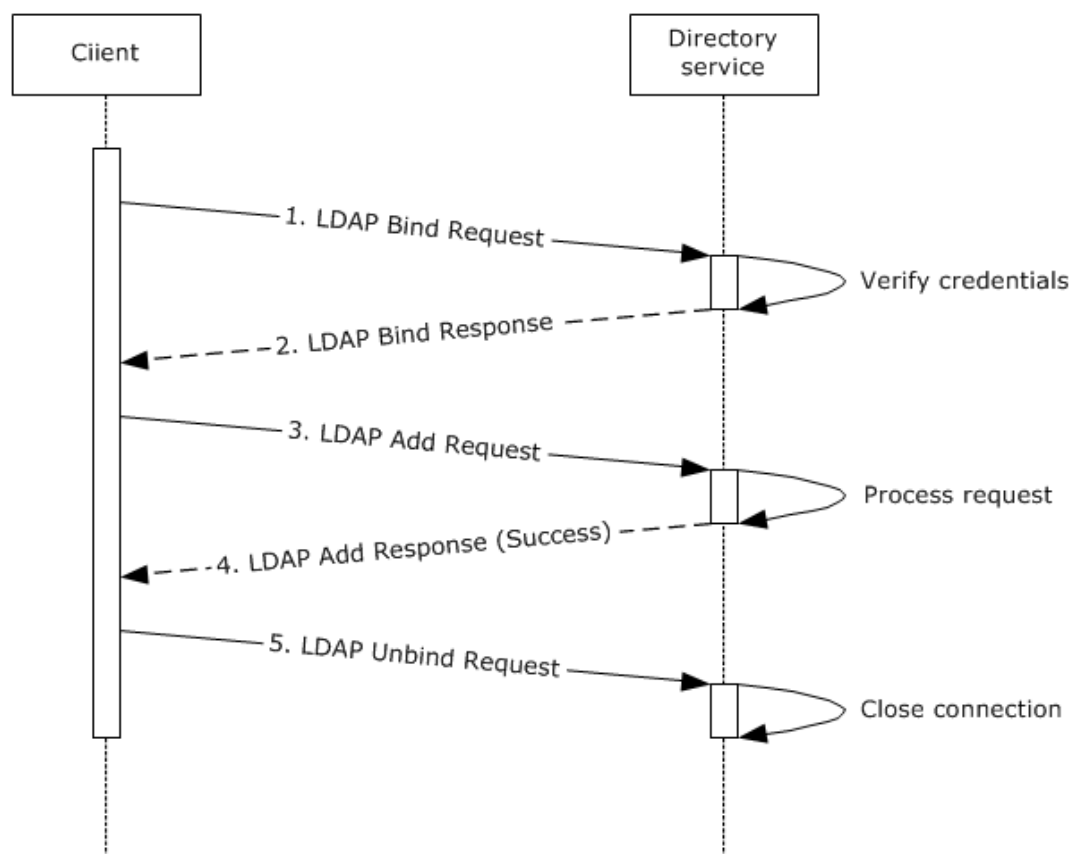 Ciient
Directory
service
1. LDAP Bind Request
Verify credentials
2. LDAP Bind Response
3. LDAP Add Request
Process request
4. LDAP Add Response (Success)
5. LDAP Unbind Request
Close connection